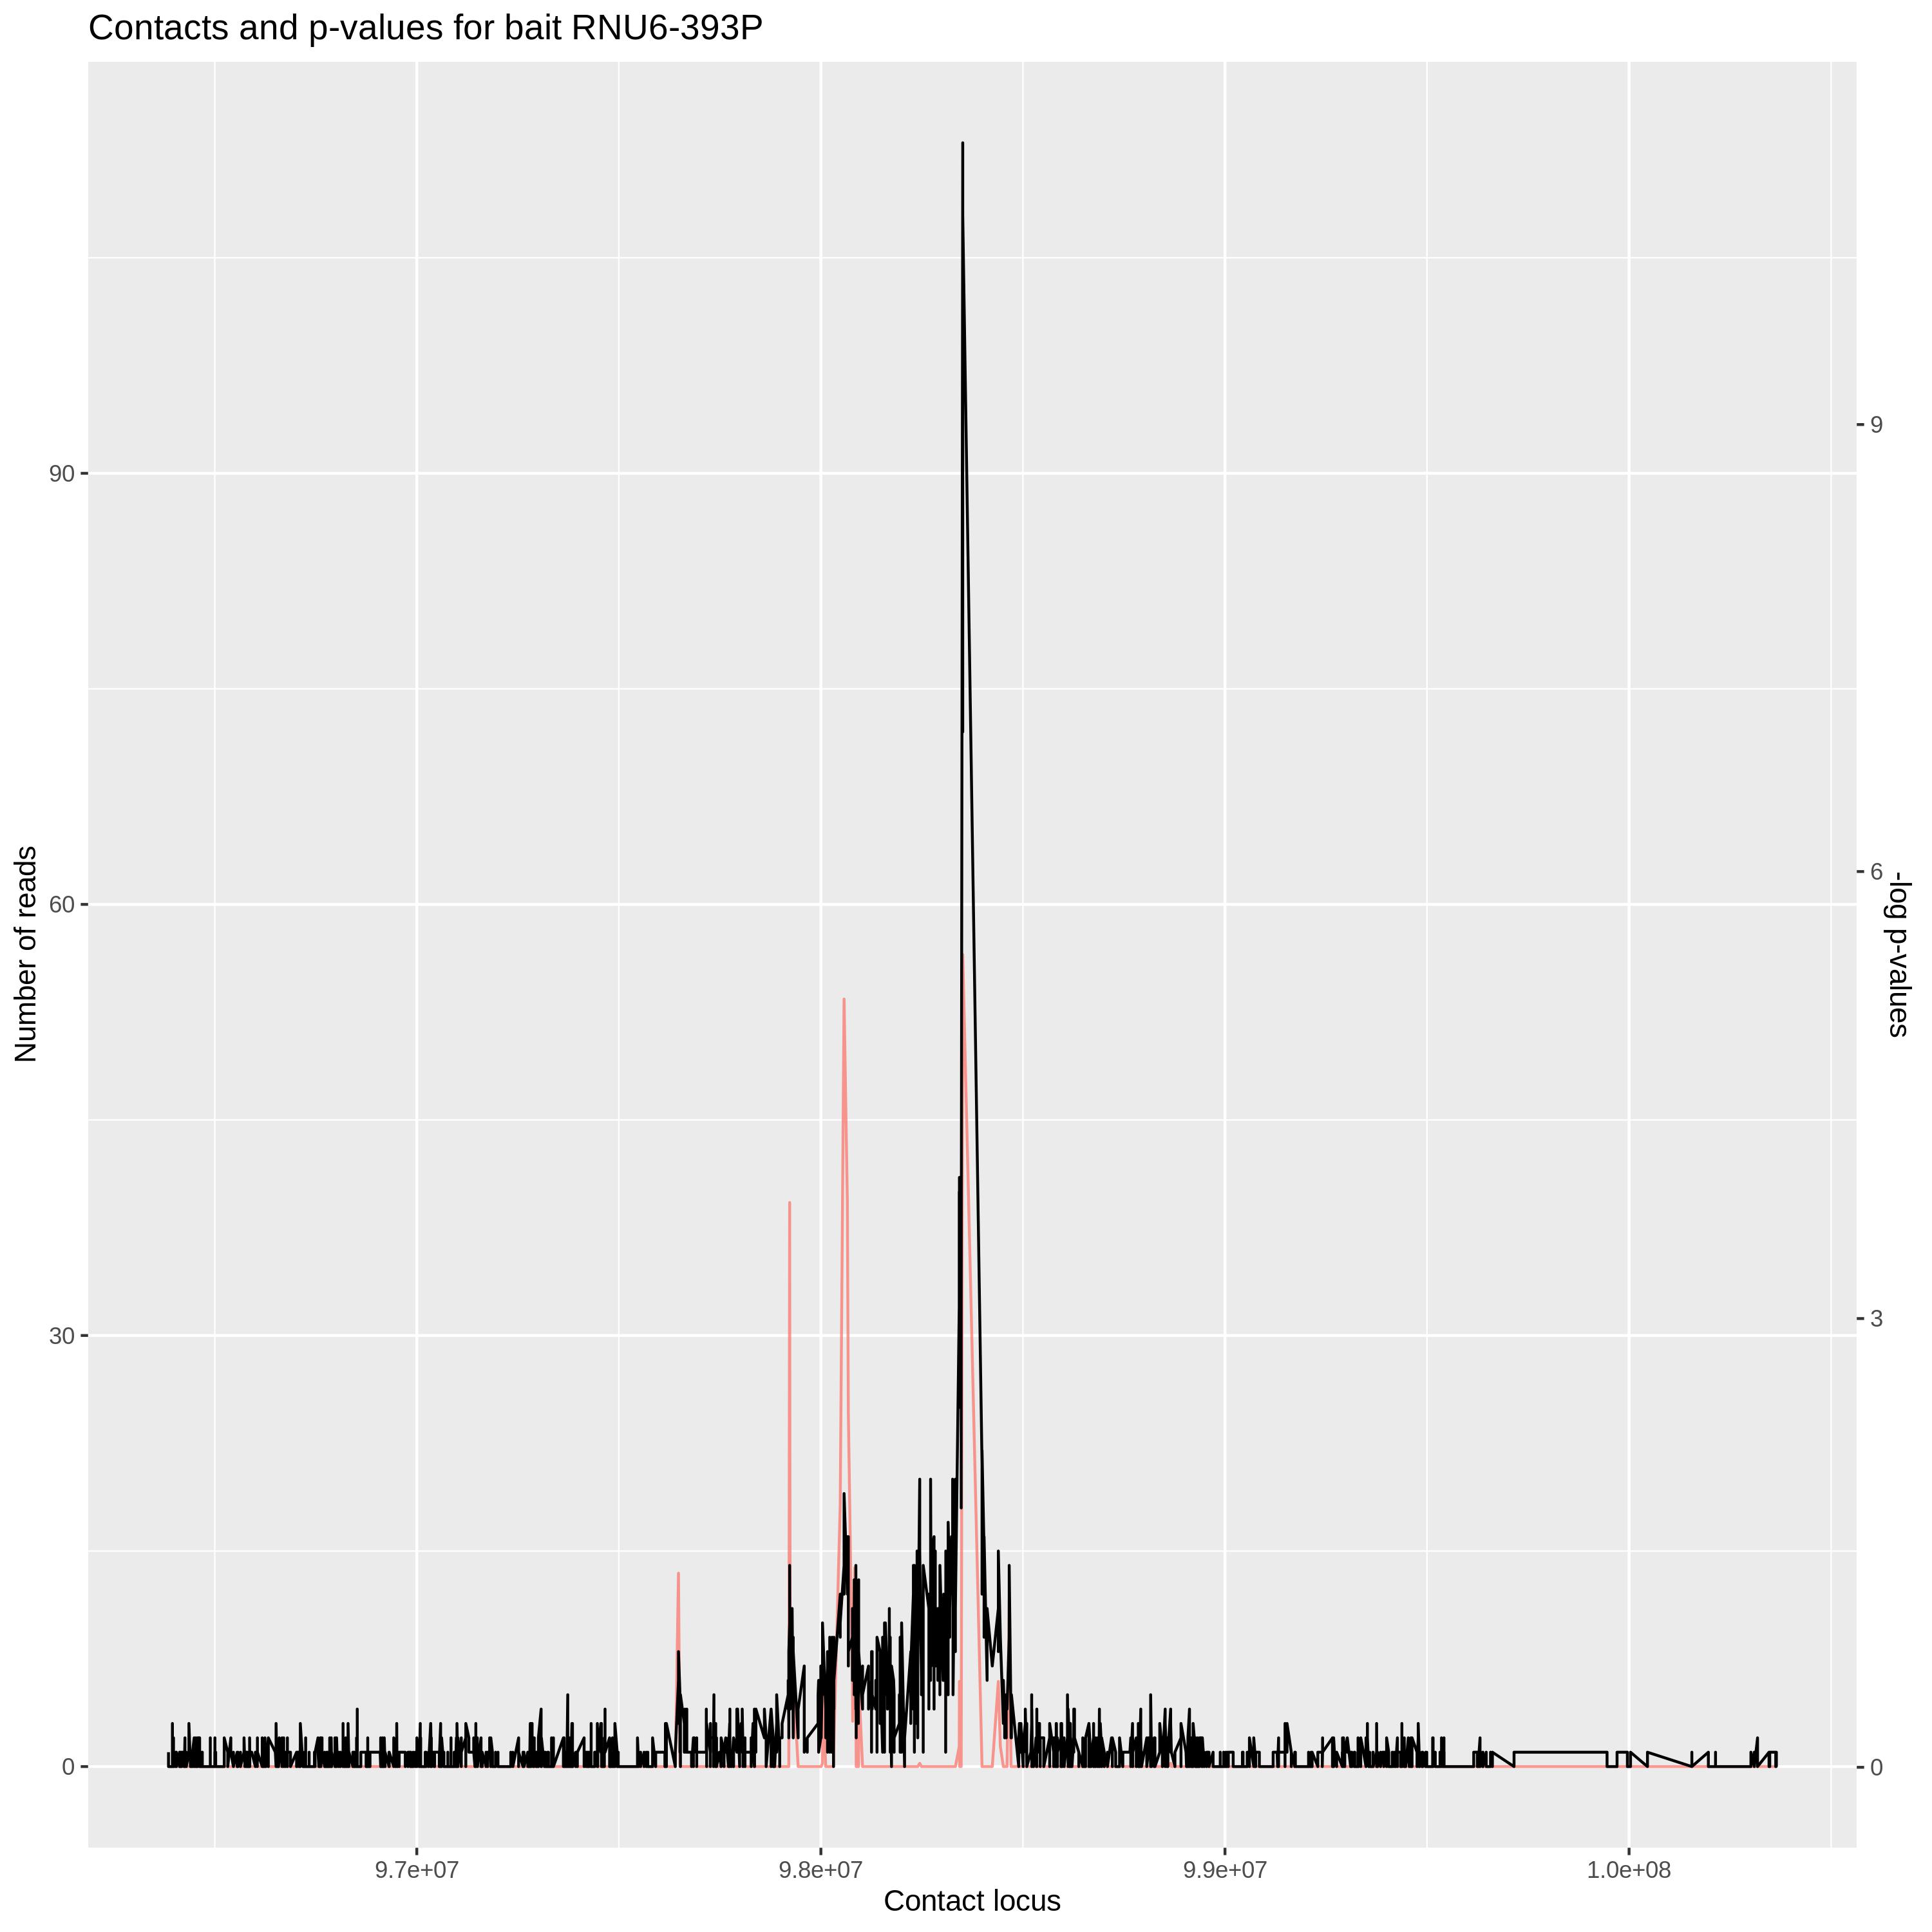 Contacts and p-values for bait RNU6-393P
Number of reads
90
60
30
0
9
6
3
0
-log p-values
9.7e+07
9.8e+07
9.9e+07
1.0e+08
Contact locus